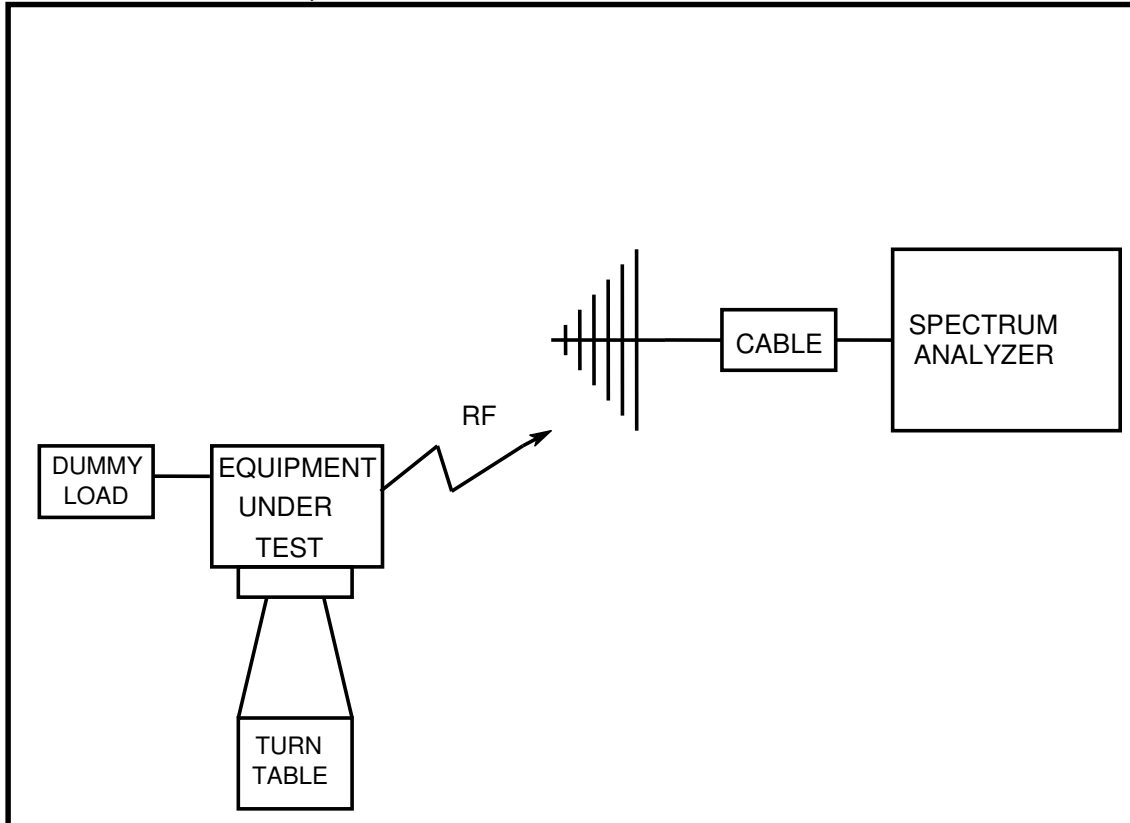 SPECTRUM
ANALYZER
CABLE
RF
DUMMY
LOAD
EQUIPMENT
UNDER
TEST
TURN
TABLE